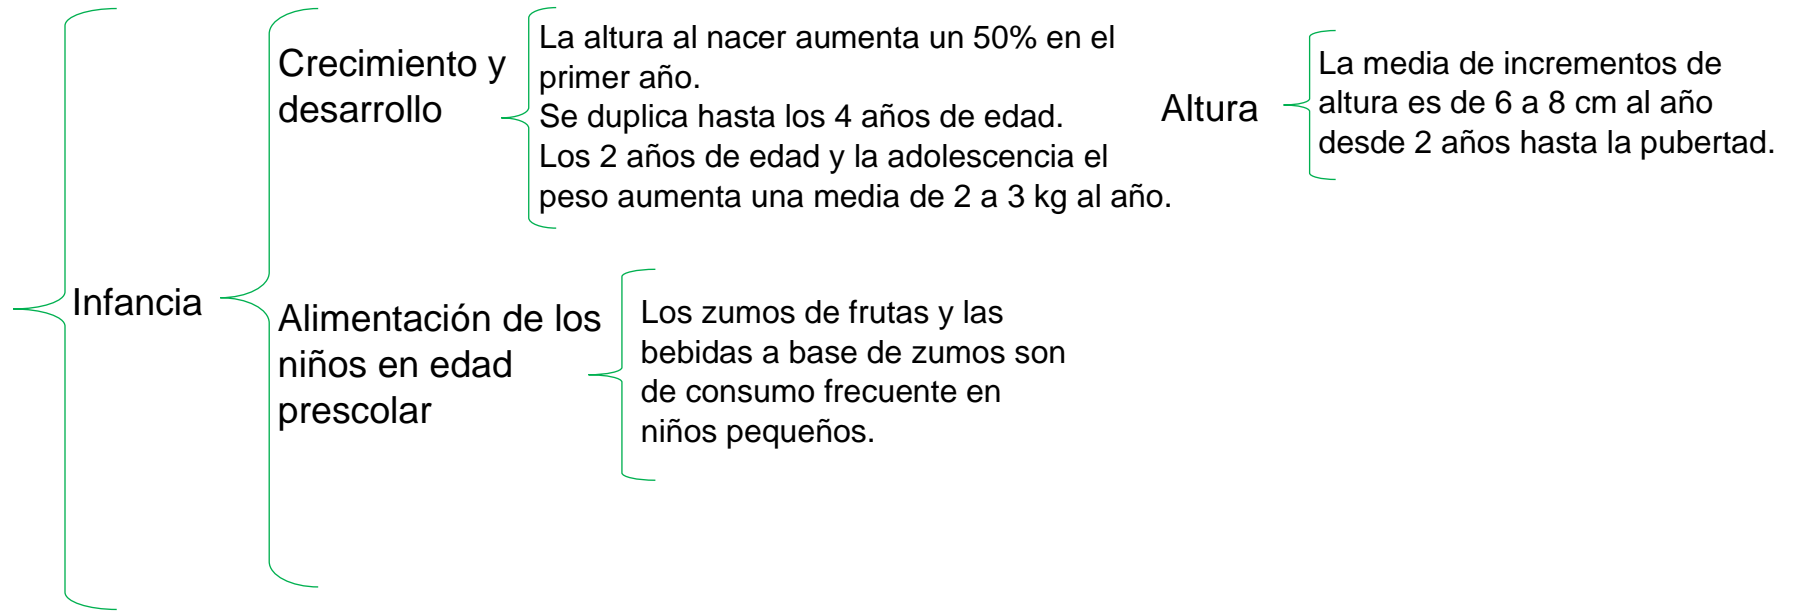 Infancia
Crecimiento y
desarrollo
La altura al nacer aumenta un 50% en el
primer año.
Se duplica hasta los 4 años de edad.
Los 2 años de edad y la adolescencia el
peso aumenta una media de 2 a 3 kg al año.
Altura
La media de incrementos de
altura es de 6 a 8 cm al año
desde 2 años hasta la pubertad.
Alimentación de los
niños en edad
prescolar
Los zumos de frutas y las
bebidas a base de zumos son
de consumo frecuente en
niños pequeños.